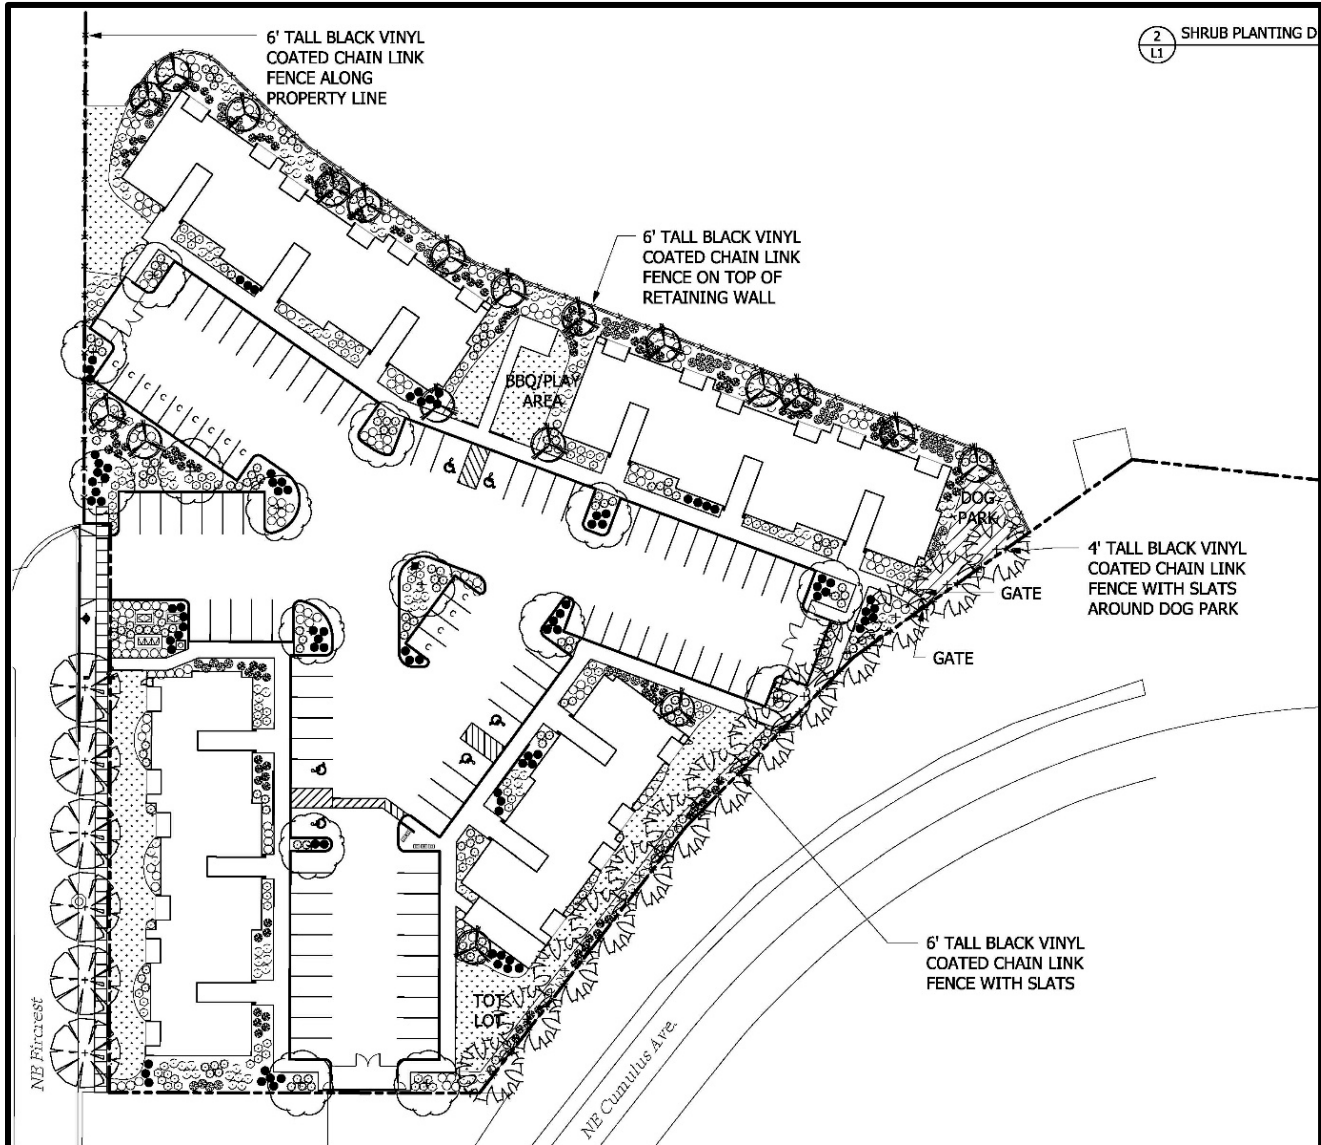 6' TALL BLACK VINYL
COATED CHAIN LINK
FENCE ALONG
PROPERTY LINE
2
L1
SHRUB PLANTING D
6' TALL BLACK VINYL
COATED CHAIN LINK
FENCE ON TOP OF
RETAINING WALL
BBQ/PLAY
AREA
DOG
PARK
4' TALL BLACK VINYL
COATED CHAIN LINK
FENCE WITH SLATS
AROUND DOG PARK
GATE
GATE
6' TALL BLACK VINYL
COATED CHAIN LINK
FENCE WITH SLATS
TOT
LOT
NE Fircrest
NE Cumulus Ave.